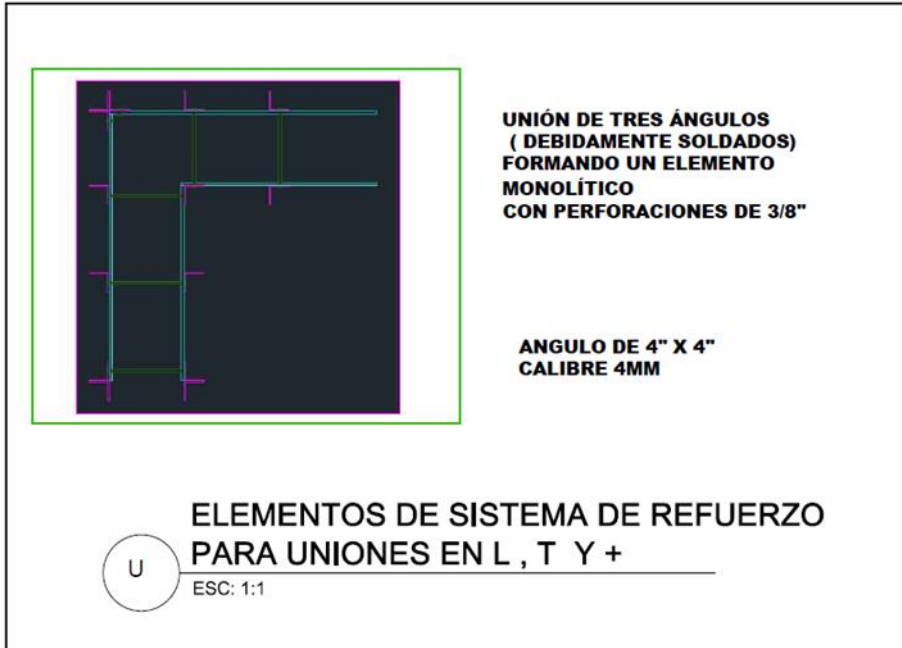 UNIÓN DE TRES ÁNGULOS
( DEBIDAMENTE SOLDADOS)
FORMANDO UN ELEMENTO
MONOLÍTICO
CON PERFORACIONES DE 3/8"
ANGULO DE 4" X 4"
CALIBRE 4MM
U
ELEMENTOS DE SISTEMA DE REFUERZO
PARA UNIONES EN L , T Y +
ESC: 1:1